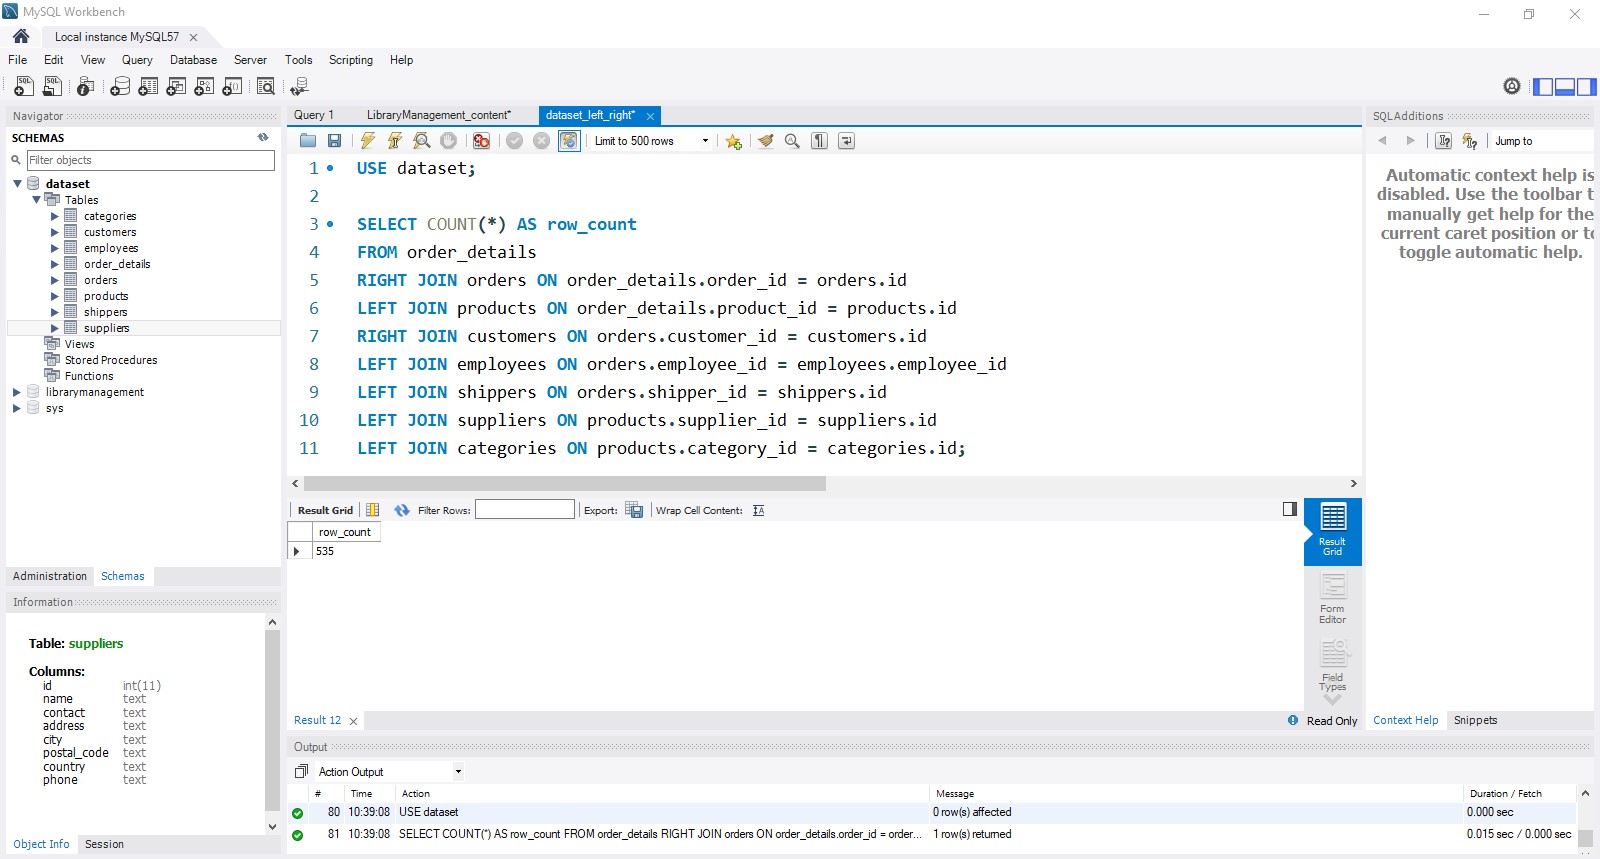 MySQL Workbench
Local instance MySQL57
File Edit View Query Database Server Tools Scripting Help
Navigator
SCHEMAS
Filter objects
dataset
Tables
categories
customers
employees
order_details
orders
products
shippers
suppliers
Views
Stored Procedures
Functions
librarymanagement
sys
Administration Schemas
Information
Table: suppliers
Columns:
id int(11)
name text
contact text
address text
city text
postal_code text
country text
phone text
Object Info Session
Query 1 LibraryManagement_content* dataset_left_right*
Limit to 500 rows
1 USE dataset;
2
3 SELECT COUNT(*) AS row_count
4 FROM order_details
5 RIGHT JOIN orders ON order_details.order_id = orders.id
6 LEFT JOIN products ON order_details.product_id = products.id
7 RIGHT JOIN customers ON orders.customer_id = customers.id
8 LEFT JOIN employees ON orders.employee_id = employees.employee_id
9 LEFT JOIN shippers ON orders.shipper_id = shippers.id
10 LEFT JOIN suppliers ON products.supplier_id = suppliers.id
11 LEFT JOIN categories ON products.category_id = categories.id;
Result Grid Filter Rows: Export: Wrap Cell Content:
row_count
535
Result Grid
Form Editor
Field Types
Result 12
Read Only
SQLAdditions
Jump to
Automatic context help is
disabled. Use the toolbar t
manually get help for the
current caret position or to
toggle automatic help.
Context Help Snippets
Output
Action Output
# Time Action Message Duration / Fetch
80 10:39:08 USE dataset 0 row(s) affected 0.000 sec
81 10:39:08 SELECT COUNT(*) AS row_count FROM order_details RIGHT JOIN orders ON order_details.order_id = order... 1 row(s) returned 0.015 sec / 0.000 sec